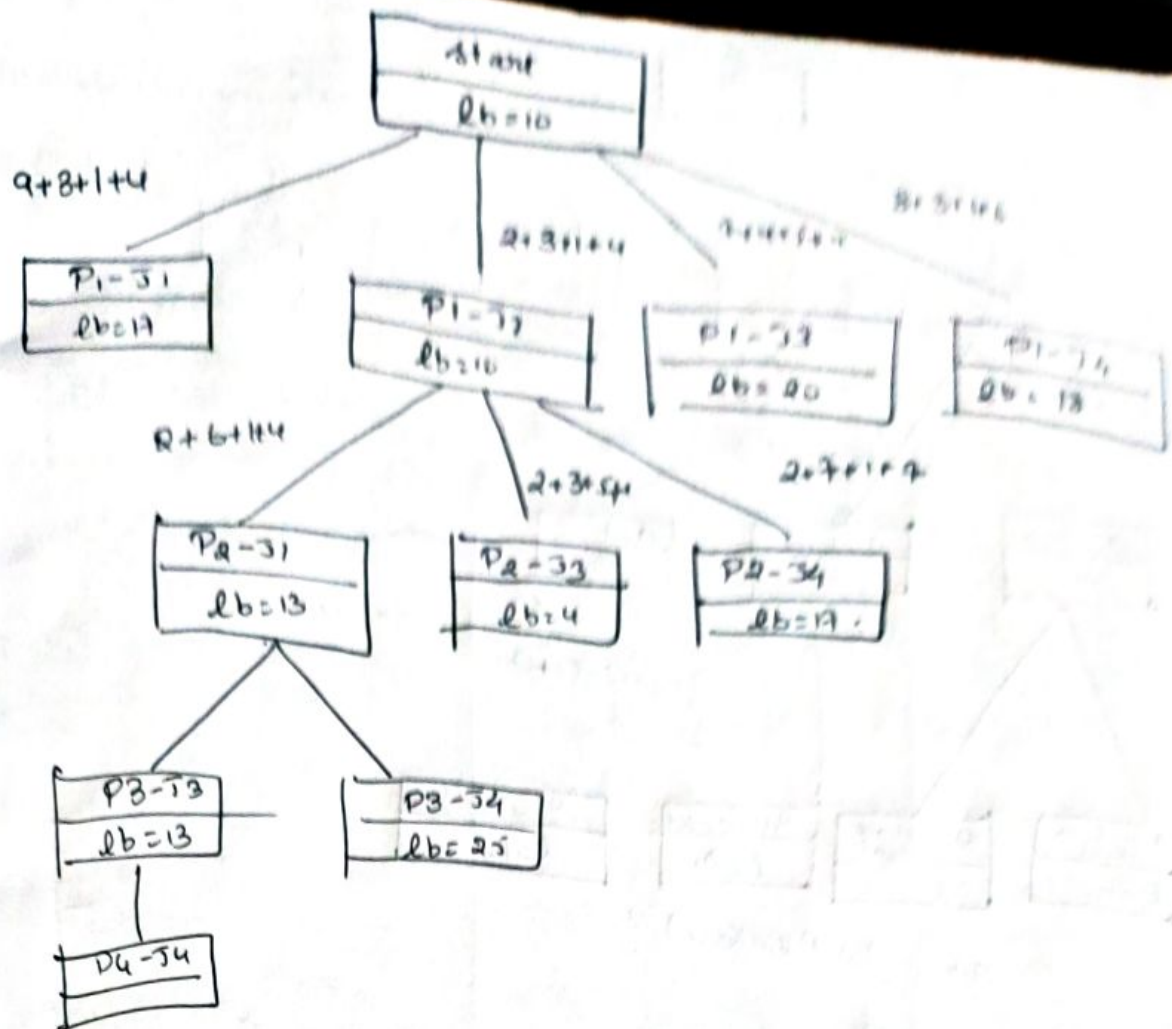 start
lb=10
9+3+1+4
2+3+1+4
P1-J1
lb=17
P1-J2
lb=10
P1-J3
lb=20
P1-J4
lb=18
2+6+1+4
2+3+5+4
P2-J1
lb=13
P2-J3
lb=4
P2-J4
lb=17
P3-J3
lb=13
P3-J4
lb=25
P4-J4